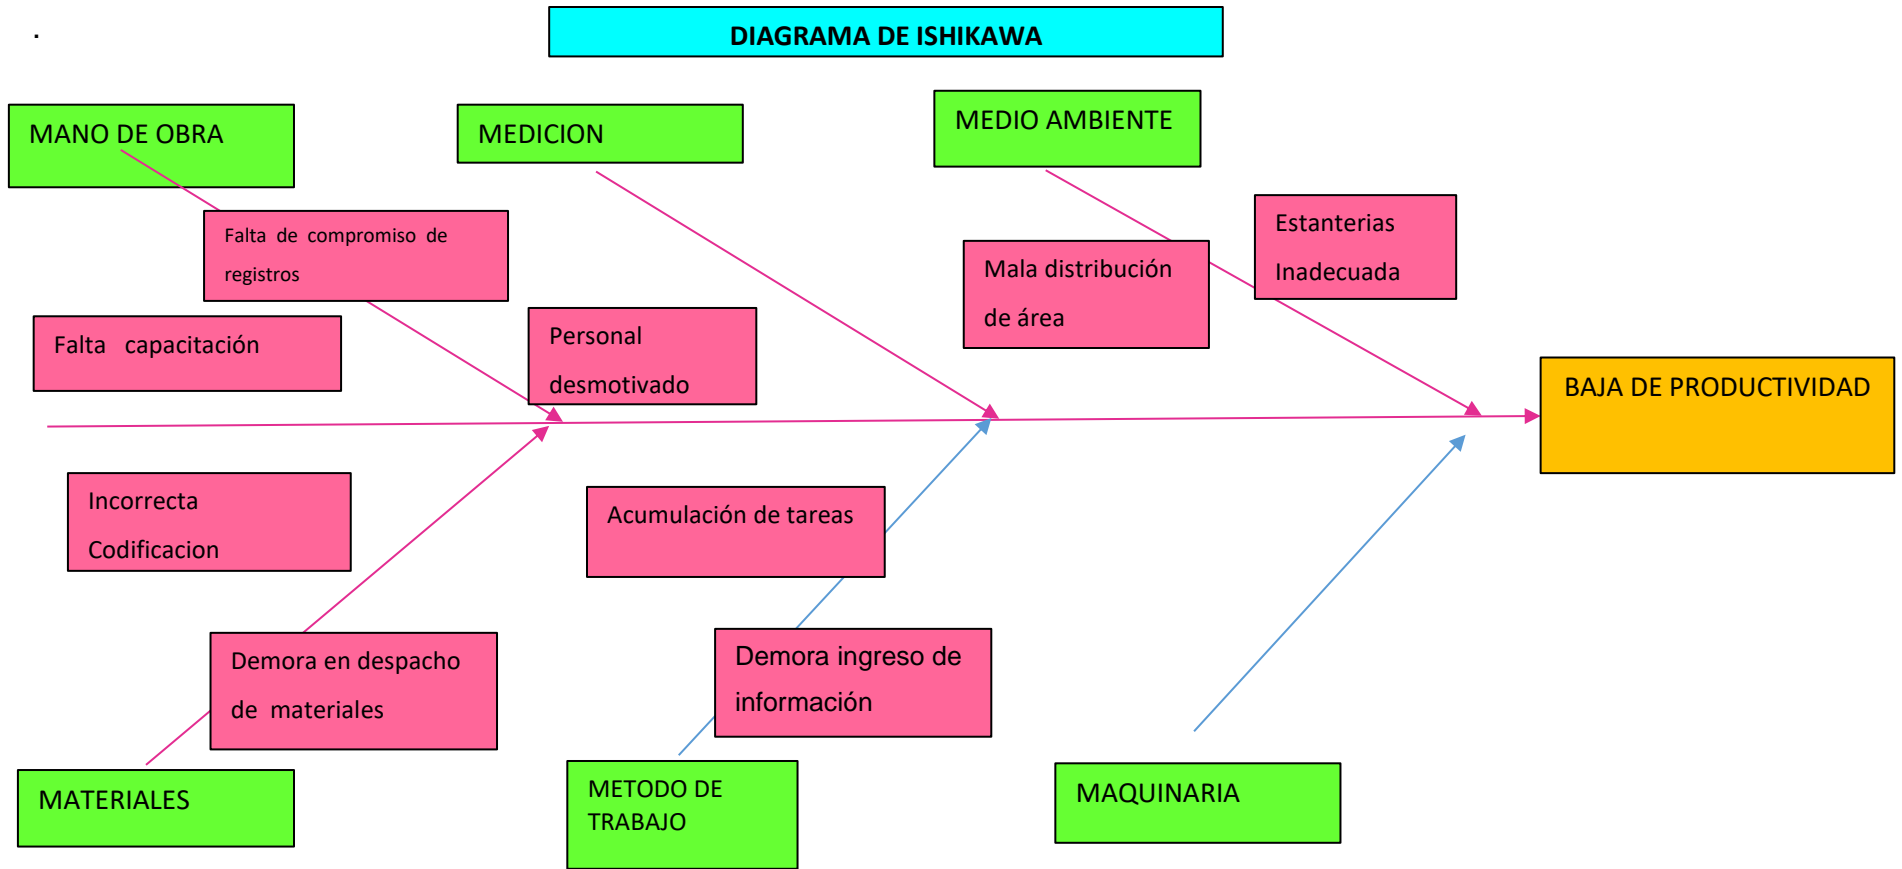 .
DIAGRAMA DE ISHIKAWA
MANO DE OBRA
MEDICION
MEDIO AMBIENTE
Falta de compromiso de
registros
Estanterias
Inadecuada
Mala distribución
de área
Falta capacitación
Personal
desmotivado
BAJA DE PRODUCTIVIDAD
Incorrecta
Codificacion
Acumulación de tareas
Demora en despacho
de materiales
Demora ingreso de
información
MATERIALES
METODO DE
TRABAJO
MAQUINARIA